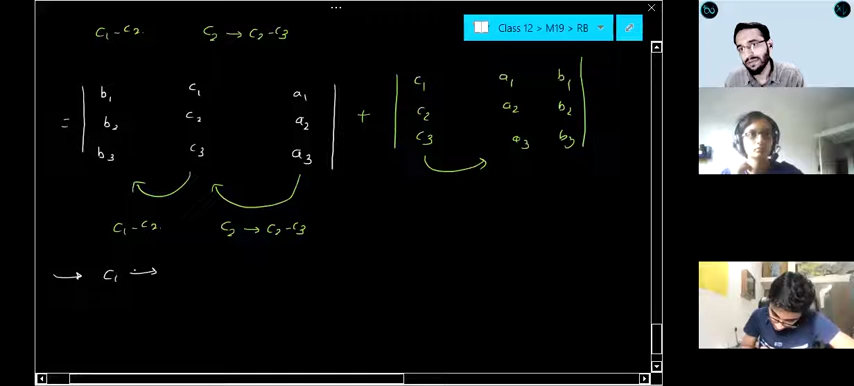 C₁ - C₂. C₂ → C₂ - C₃
Class 12 > M19 > RB
= | b₁ c₁ a₁ | + | c₁ a₁ b₁ |
| b₂ c₂ a₂ | | c₂ a₂ b₂ |
| b₃ c₃ a₃ | | c₃ a₃ b₃ |
C₁ - C₂. C₂ → C₂ - C₃
→ C₁ →